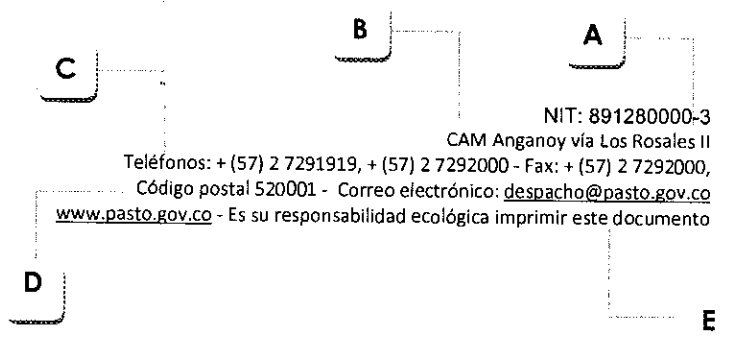 B
A
C
NIT: 891280000-3
CAM Anganoy vía Los Rosales II
Teléfonos: + (57) 2 7291919, + (57) 2 7292000 - Fax: + (57) 2 7292000,
Código postal 520001 - Correo electrónico: despacho@pasto.gov.co
www.pasto.gov.co - Es su responsabilidad ecológica imprimir este documento
D
E